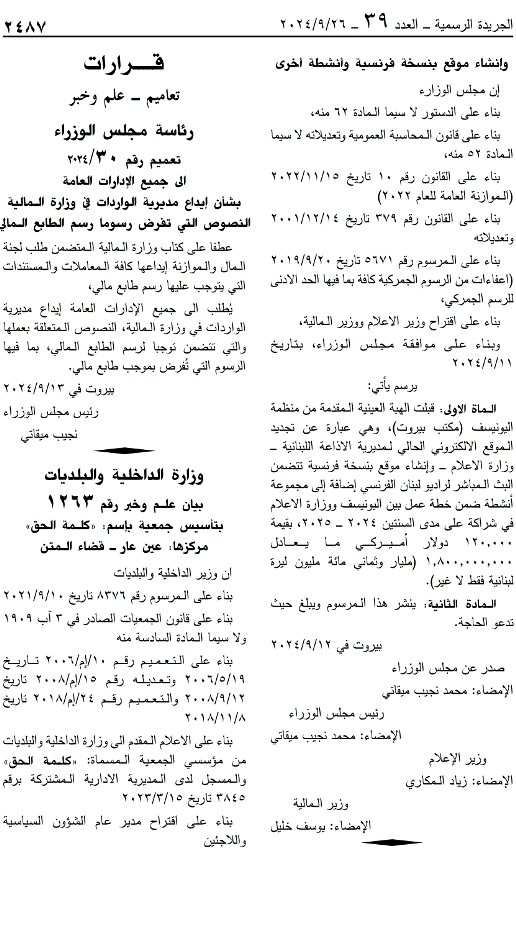 الجريدة الرسمية ــ العدد ٣٩ ــ ٢٠٢٤/٩/٢٦
٢٤٨٧
وإنشاء موقع بنسخة فرنسية وأنشطة أخرى
إن مجلس الوزراء
بناء على الدستور لا سيما المادة ٦٢ منه،
بناء على قانون المحاسبة العمومية وتعديلاته لا سيما
المادة ٥٢ منه،
بناء على القانون رقم ١٠ تاريخ ٢٠٢٢/١١/١٥
(الموازنة العامة للعام ٢٠٢٢)
بناء على القانون رقم ٣٧٩ تاريخ ٢٠٠١/١٢/١٤
وتعديلاته
بناء على المرسوم رقم ٥٦٧١ تاريخ ٢٠١٩/٩/٢٠
(اعفاءات من الرسوم الجمركية كافة بما فيها الحد الادنى
للرسم الجمركي،
بناء على اقتراح وزير الاعلام ووزير المالية،
وبناء على موافقة مجلس الوزراء، بتاريخ
٢٠٢٤/٩/١١
يرسم يأتي:
المادة الاولى: قبلت الهبة العينية المقدمة من منظمة
اليونيسف (مكتب بيروت)، وهي عبارة عن تجديد
الموقع الالكتروني الحالي لمديرية الاذاعة اللبنانية ــ
وزارة الاعلام ــ وإنشاء موقع بنسخة فرنسية تتضمن
البث المباشر لراديو لبنان الفرنسي إضافة إلى مجموعة
أنشطة ضمن خطة عمل بين اليونيسف ووزارة الاعلام
في شراكة على مدى السنتين ٢٠٢٤ ــ ٢٠٢٥، بقيمة
١٢٠,٠٠٠ دولار أميركي ما يعادل
١,٨٠٠,٠٠٠,٠٠٠ (مليار وثماني مائة مليون ليرة
لبنانية فقط لا غير).
المادة الثانية: ينشر هذا المرسوم ويبلغ حيث
تدعو الحاجة.
بيروت في ٢٠٢٤/٩/١٢
صدر عن مجلس الوزراء
الإمضاء: محمد نجيب ميقاتي
رئيس مجلس الوزراء
الإمضاء: محمد نجيب ميقاتي
وزير الإعلام
الإمضاء: زياد المكاري
وزير المالية
الإمضاء: يوسف خليل
قــرارات
تعاميم ــ علم وخبر
رئاسة مجلس الوزراء
تعميم رقم ٢٠٢٤/٣٠
الى جميع الإدارات العامة
بشأن إيداع مديرية الواردات في وزارة المالية
النصوص التي تفرض رسوما رسم الطابع المالي
عطفا على كتاب وزارة المالية المتضمن طلب لجنة
المال والموازنة إيداعها كافة المعاملات والمستندات
التي يتوجب عليها رسم طابع مالي،
يُطلب الى جميع الإدارات العامة إيداع مديرية
الواردات في وزارة المالية، النصوص المتعلقة بعملها
والتي تتضمن توجبا لرسم الطابع المالي، بما فيها
الرسوم التي تُفرض بموجب طابع مالي.
بيروت في ٢٠٢٤/٩/١٣
رئيس مجلس الوزراء
نجيب ميقاتي
وزارة الداخلية والبلديات
بيان علم وخبر رقم ١٢٦٣
بتأسيس جمعية بإسم: «كلمة الحق»
مركزها: عين عار ــ قضاء المتن
ان وزير الداخلية والبلديات
بناء على المرسوم رقم ٨٣٧٦ تاريخ ٢٠٢١/٩/١٠
بناء على قانون الجمعيات الصادر في ٣ آب ١٩٠٩
ولا سيما المادة السادسة منه
بناء على التعميم رقم ١٠/إم/٢٠٠٦ تاريخ
٢٠٠٦/٥/١٩ وتعديله رقم ١٥/إم/٢٠٠٨ تاريخ
٢٠٠٨/٩/١٢ والتعميم رقم ٢٤/إم/٢٠١٨ تاريخ
٢٠١٨/١١/٨
بناء على الاعلام المقدم الى وزارة الداخلية والبلديات
من مؤسسي الجمعية المسماة: «كلمة الحق»
والمسجل لدى المديرية الادارية المشتركة برقم
٣٨٤٥ تاريخ ٢٠٢٣/٣/١٥
بناء على اقتراح مدير عام الشؤون السياسية
واللاجئين